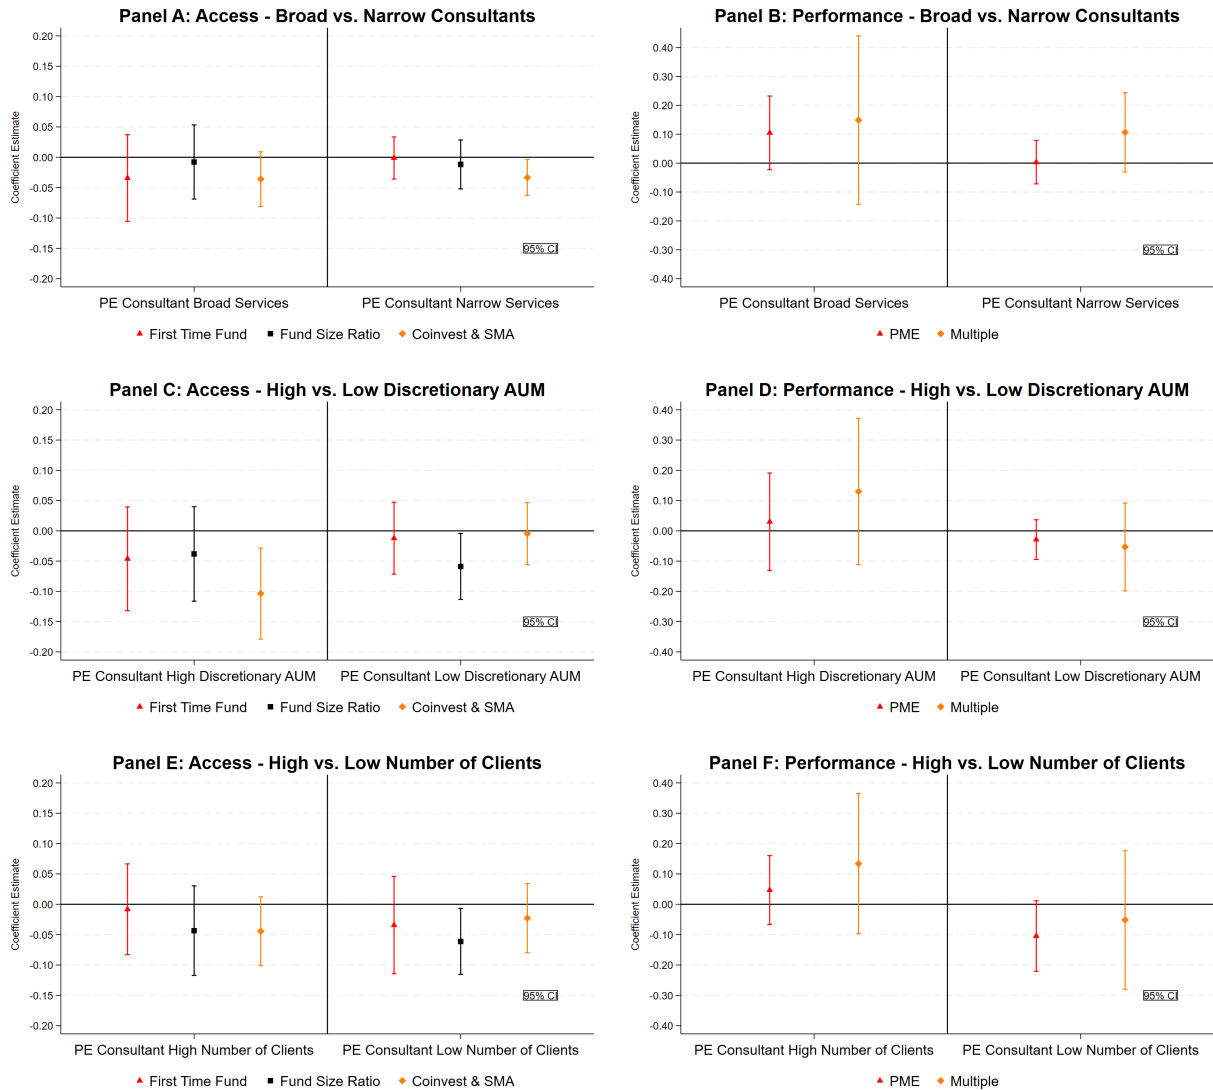 Panel A: Access - Broad vs. Narrow Consultants
Coefficient Estimate
0.20
0.15
0.10
0.05
0.00
-0.05
-0.10
-0.15
-0.20
95% CI
PE Consultant Broad Services
PE Consultant Narrow Services
First Time Fund
Fund Size Ratio
Coinvest & SMA
Panel B: Performance - Broad vs. Narrow Consultants
Coefficient Estimate
0.40
0.30
0.20
0.10
0.00
-0.10
-0.20
-0.30
-0.40
95% CI
PE Consultant Broad Services
PE Consultant Narrow Services
PME
Multiple
Panel C: Access - High vs. Low Discretionary AUM
Coefficient Estimate
0.20
0.15
0.10
0.05
0.00
-0.05
-0.10
-0.15
-0.20
95% CI
PE Consultant High Discretionary AUM
PE Consultant Low Discretionary AUM
First Time Fund
Fund Size Ratio
Coinvest & SMA
Panel D: Performance - High vs. Low Discretionary AUM
Coefficient Estimate
0.40
0.30
0.20
0.10
0.00
-0.10
-0.20
-0.30
-0.40
95% CI
PE Consultant High Discretionary AUM
PE Consultant Low Discretionary AUM
PME
Multiple
Panel E: Access - High vs. Low Number of Clients
Coefficient Estimate
0.20
0.15
0.10
0.05
0.00
-0.05
-0.10
-0.15
-0.20
95% CI
PE Consultant High Number of Clients
PE Consultant Low Number of Clients
First Time Fund
Fund Size Ratio
Coinvest & SMA
Panel F: Performance - High vs. Low Number of Clients
Coefficient Estimate
0.40
0.30
0.20
0.10
0.00
-0.10
-0.20
-0.30
-0.40
95% CI
PE Consultant High Number of Clients
PE Consultant Low Number of Clients
PME
Multiple